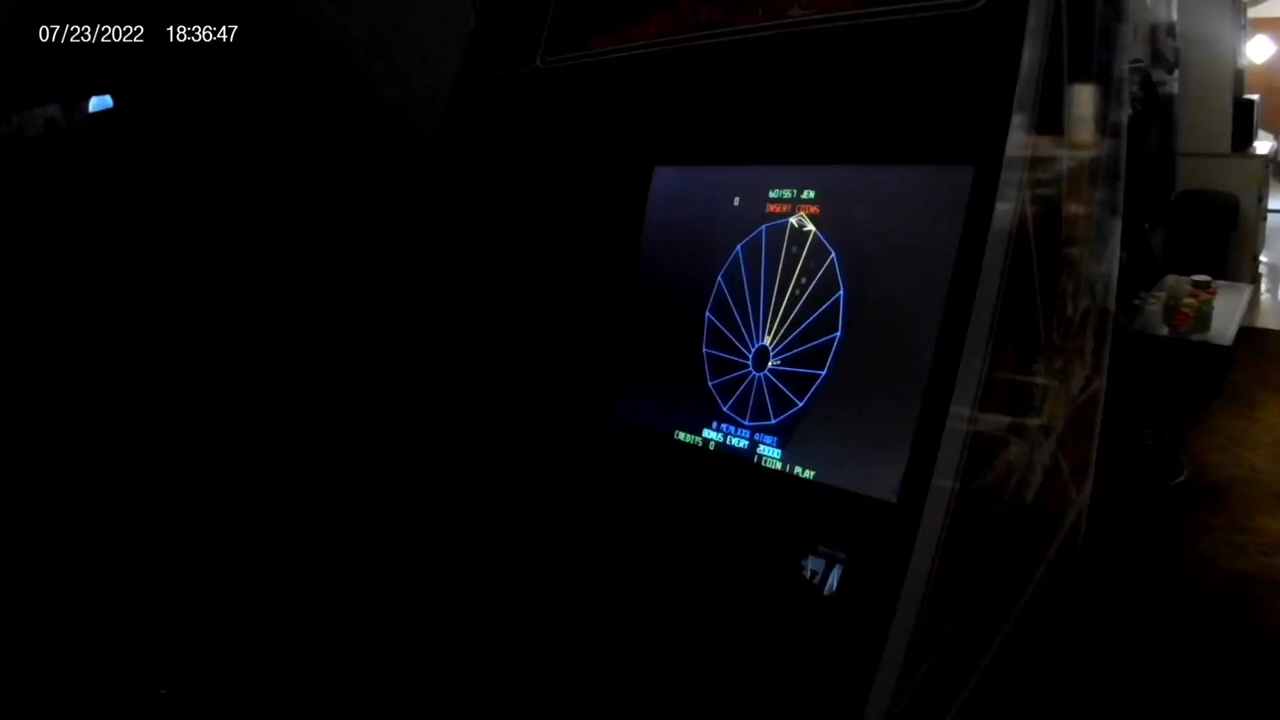 07/23/2022 18:36:47
601557 JEN
0
INSERT COINS
MCMLXXX ATARI
BONUS EVERY 20000
CREDITS 0
1 COIN 1 PLAY